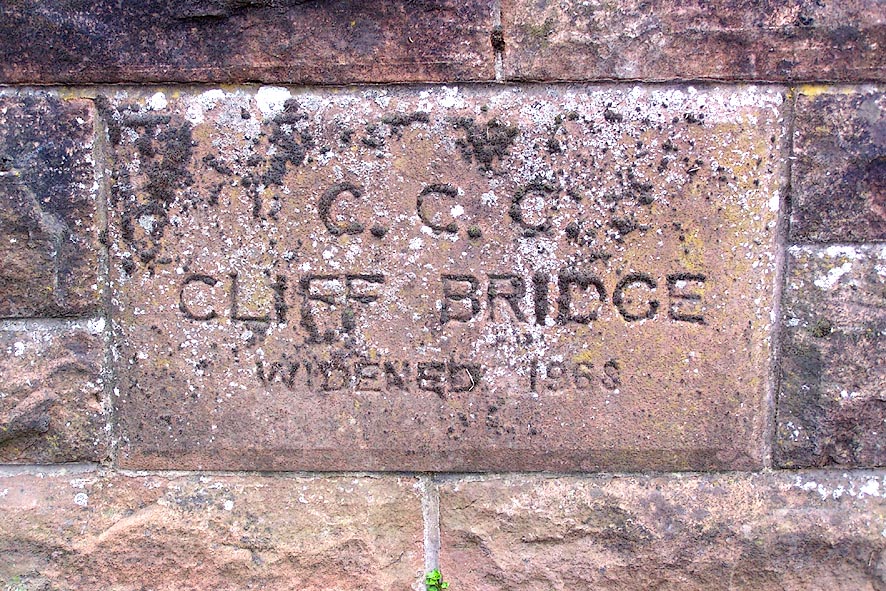 C.C.C.
CLIFF BRIDGE
WIDENED 1968